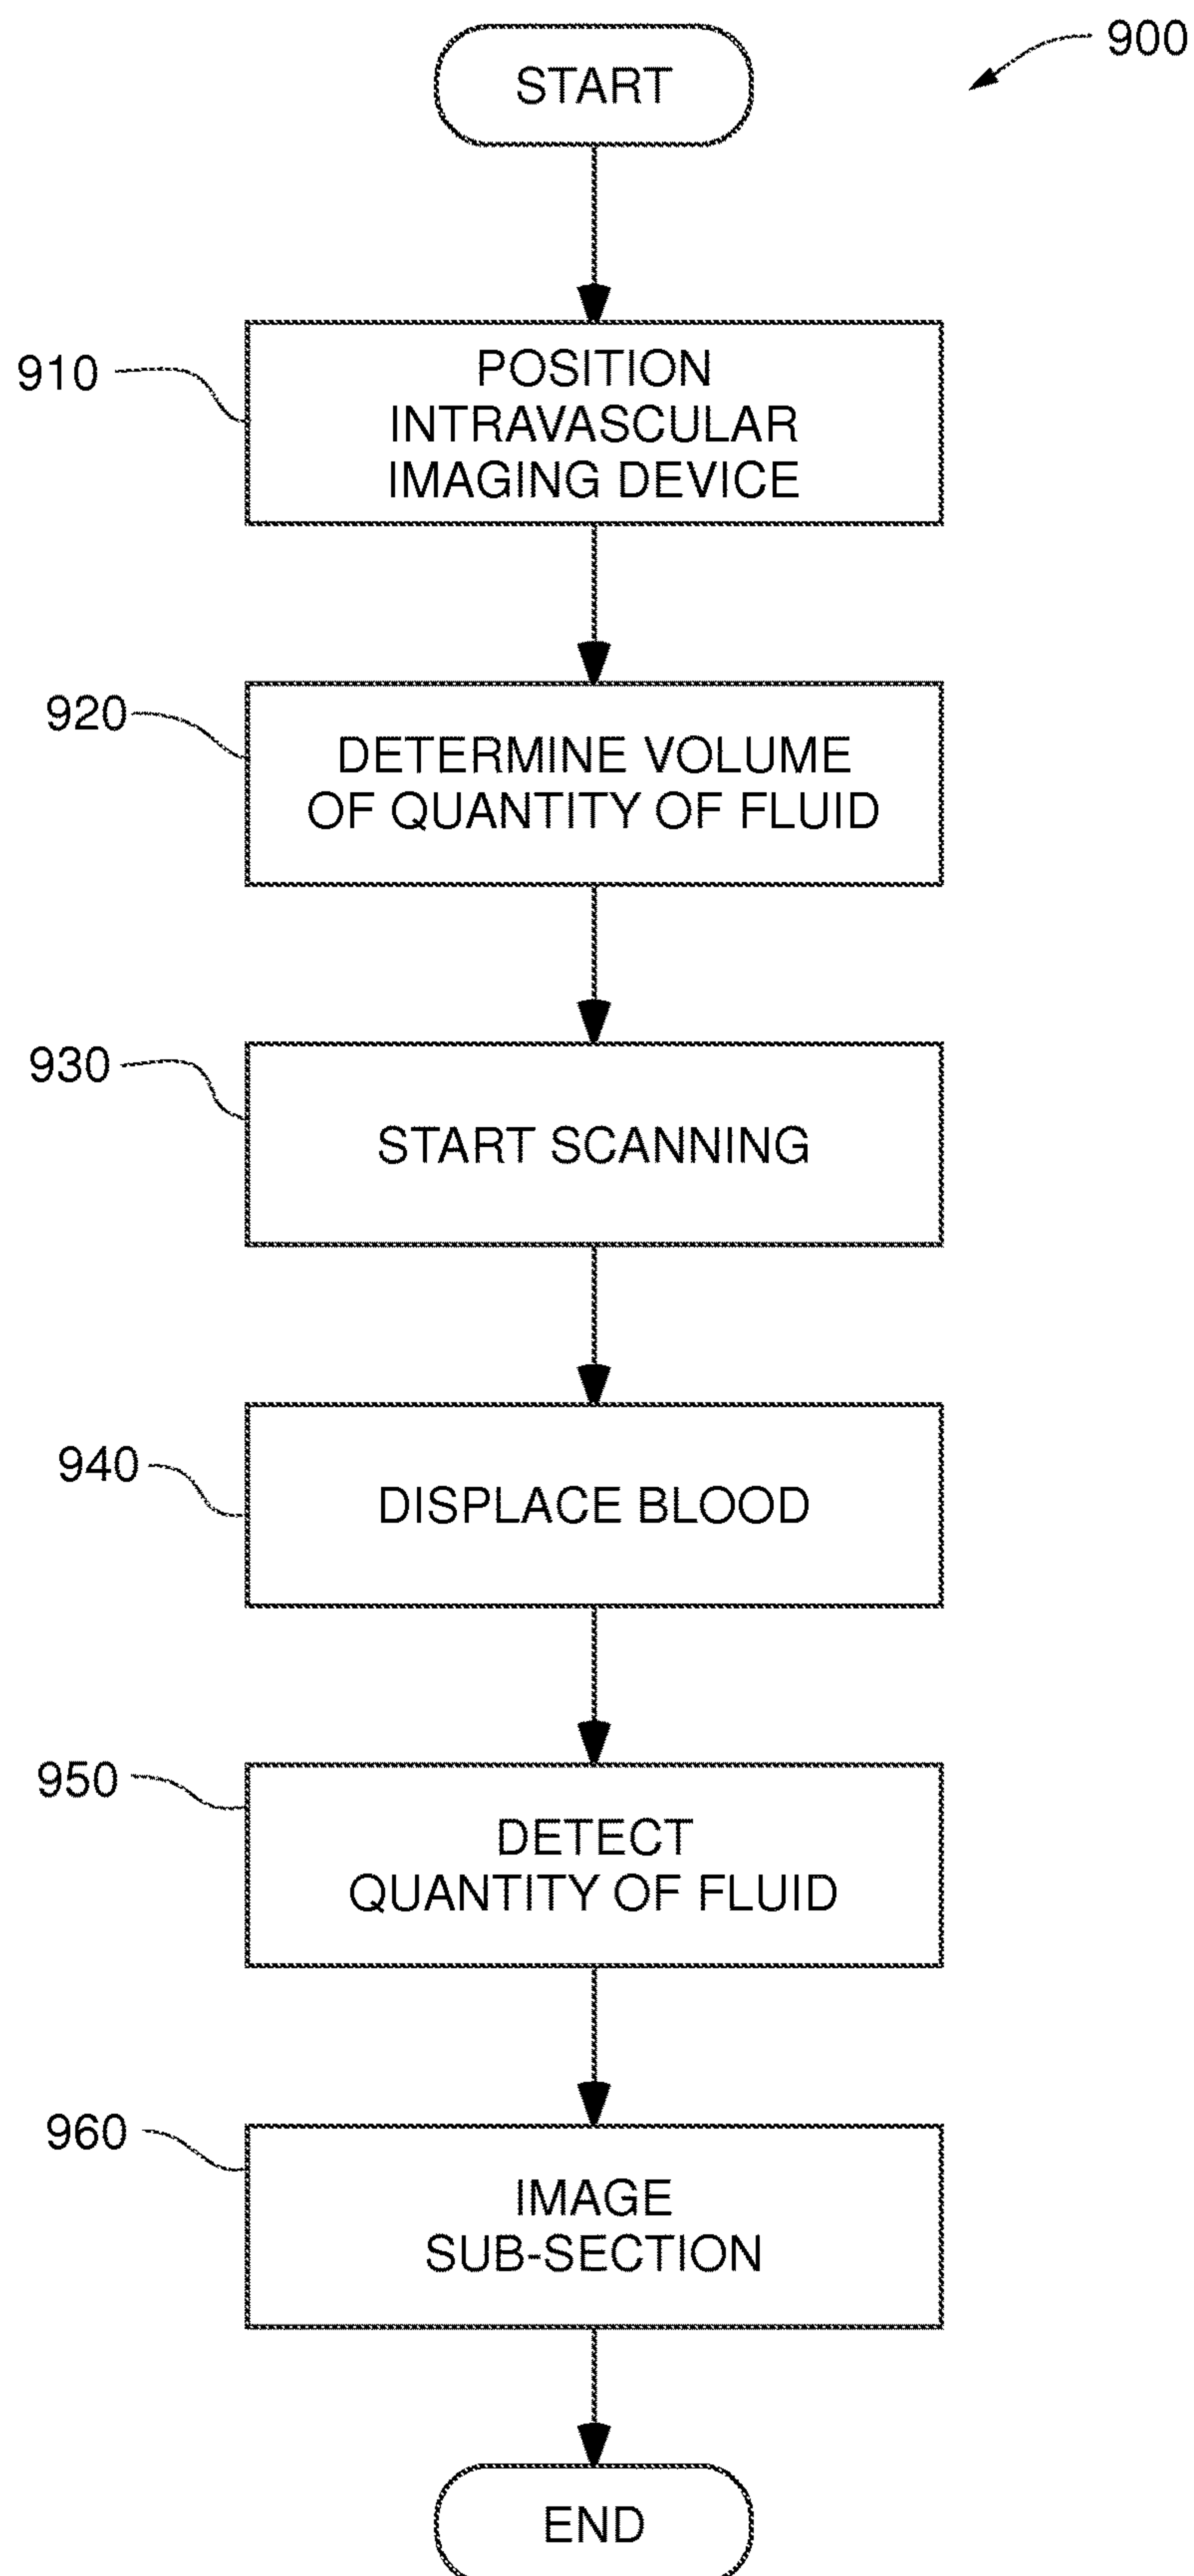 START
900
910
POSITION
INTRAVASCULAR
IMAGING DEVICE
920
DETERMINE VOLUME
OF QUANTITY OF FLUID
930
START SCANNING
940
DISPLACE BLOOD
950
DETECT
QUANTITY OF FLUID
960
IMAGE
SUB-SECTION
END